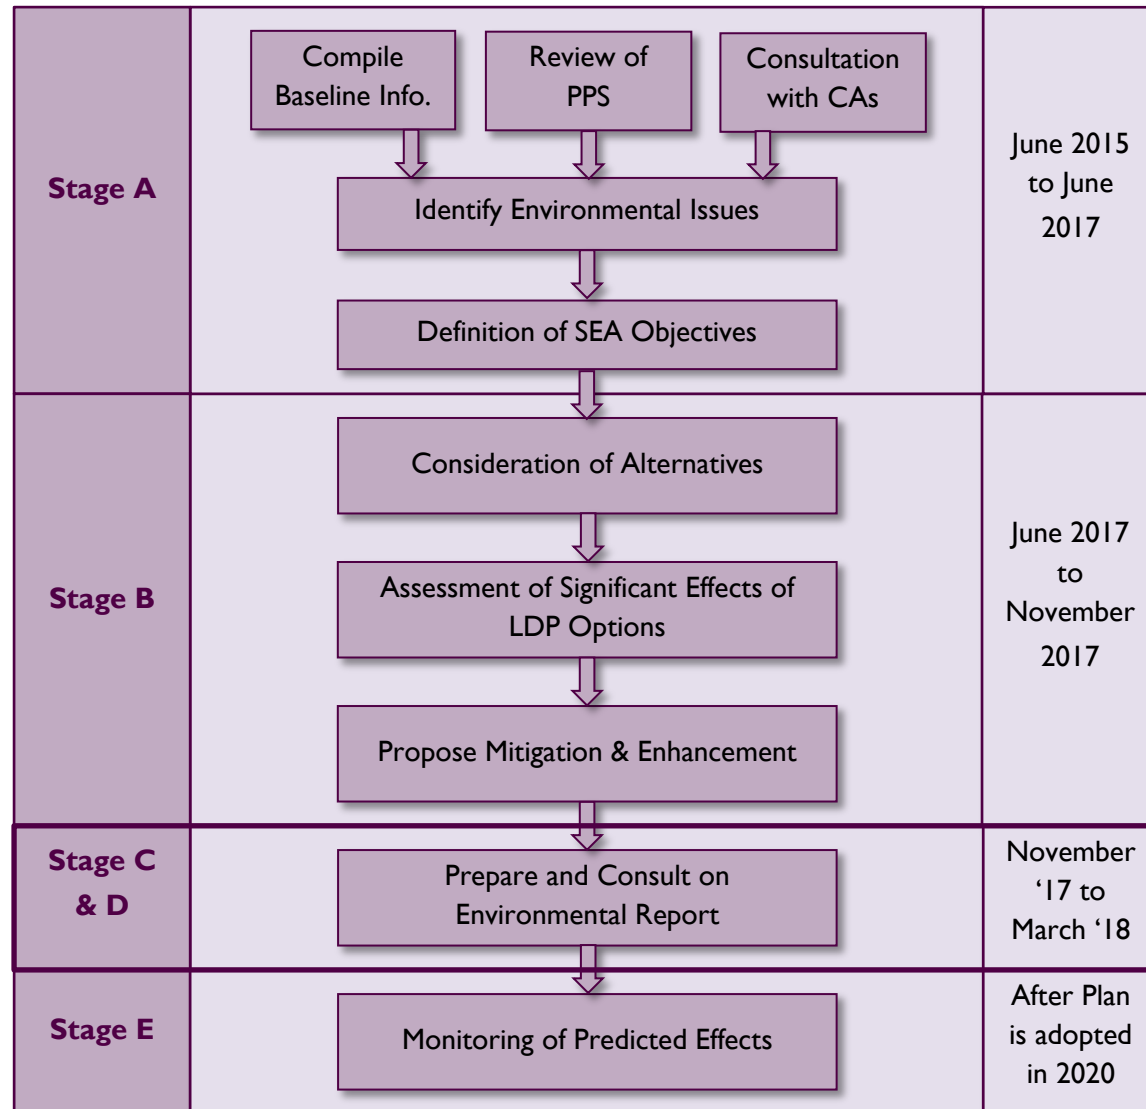 Stage A
Compile
Baseline Info.
Review of
PPS
Consultation
with CAs
Identify Environmental Issues
Definition of SEA Objectives
June 2015
to June
2017
Stage B
Consideration of Alternatives
Assessment of Significant Effects of
LDP Options
Propose Mitigation & Enhancement
June 2017
to
November
2017
Stage C
& D
Prepare and Consult on
Environmental Report
November
‘17 to
March ‘18
Stage E
Monitoring of Predicted Effects
After Plan
is adopted
in 2020